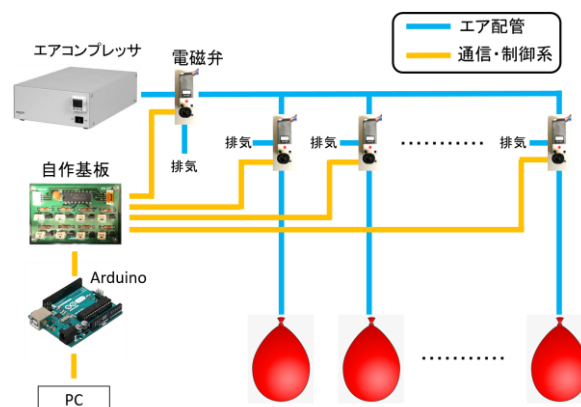 エアコンプレッサ
電磁弁
エア配管
通信・制御系
排気
排気
排気
排気
自作基板
Arduino
PC